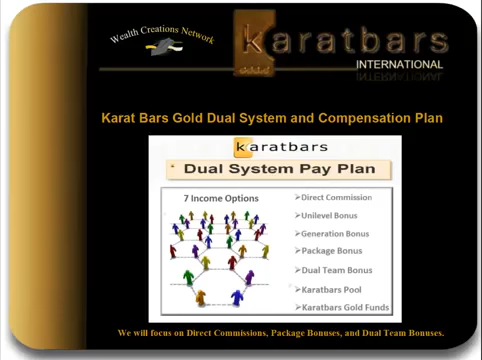 Wealth Creations Network
karatbars
INTERNATIONAL
Karat Bars Gold Dual System and Compensation Plan
karatbars
Dual System Pay Plan
7 Income Options
Direct Commission
Unilevel Bonus
Generation Bonus
Package Bonus
Dual Team Bonus
Karatbars Pool
Karatbars Gold Funds
We will focus on Direct Commissions, Package Bonuses, and Dual Team Bonuses.